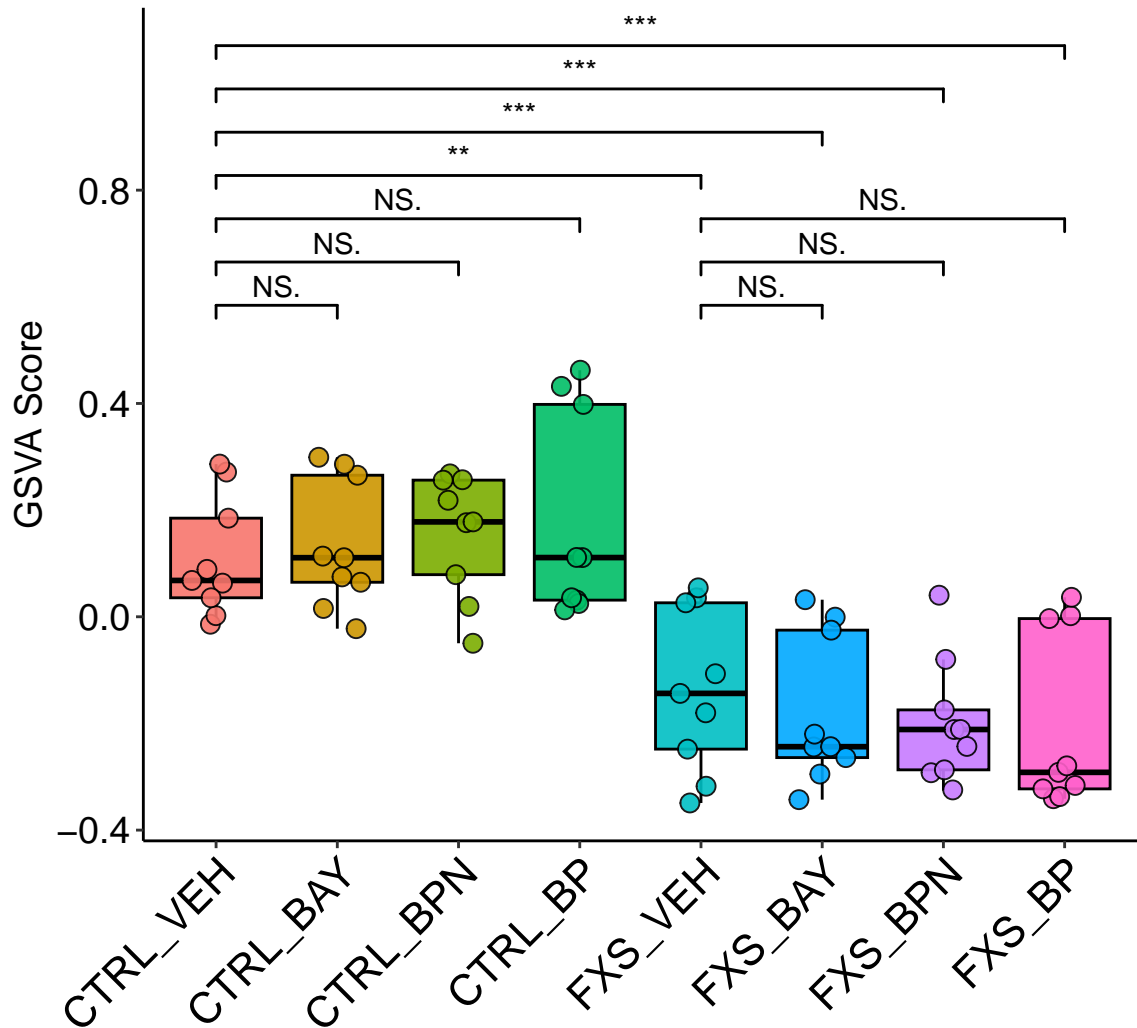 ***
***
***
**
NS.
NS.
NS.
NS.
NS.
NS.
GSVA Score
0.8
0.4
0.0
−0.4
CTRL_VEH
CTRL_BAY
CTRL_BPN
CTRL_BP
FXS_VEH
FXS_BAY
FXS_BPN
FXS_BP